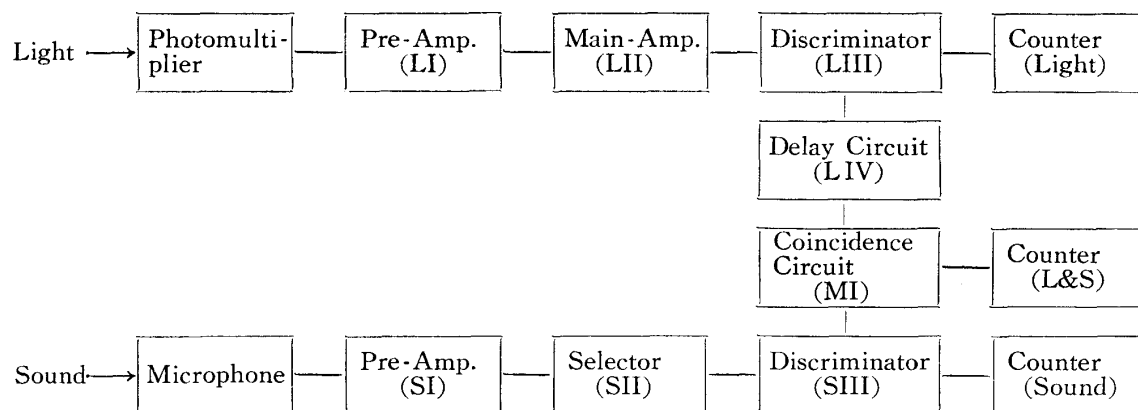 Light
Photomulti-
plier
Pre-Amp.
(LI)
Main-Amp.
(LII)
Discriminator
(LIII)
Counter
(Light)
Delay Circuit
(LIV)
Coincidence
Circuit
(MI)
Counter
(L&S)
Sound
Microphone
Pre-Amp.
(SI)
Selector
(SII)
Discriminator
(SIII)
Counter
(Sound)